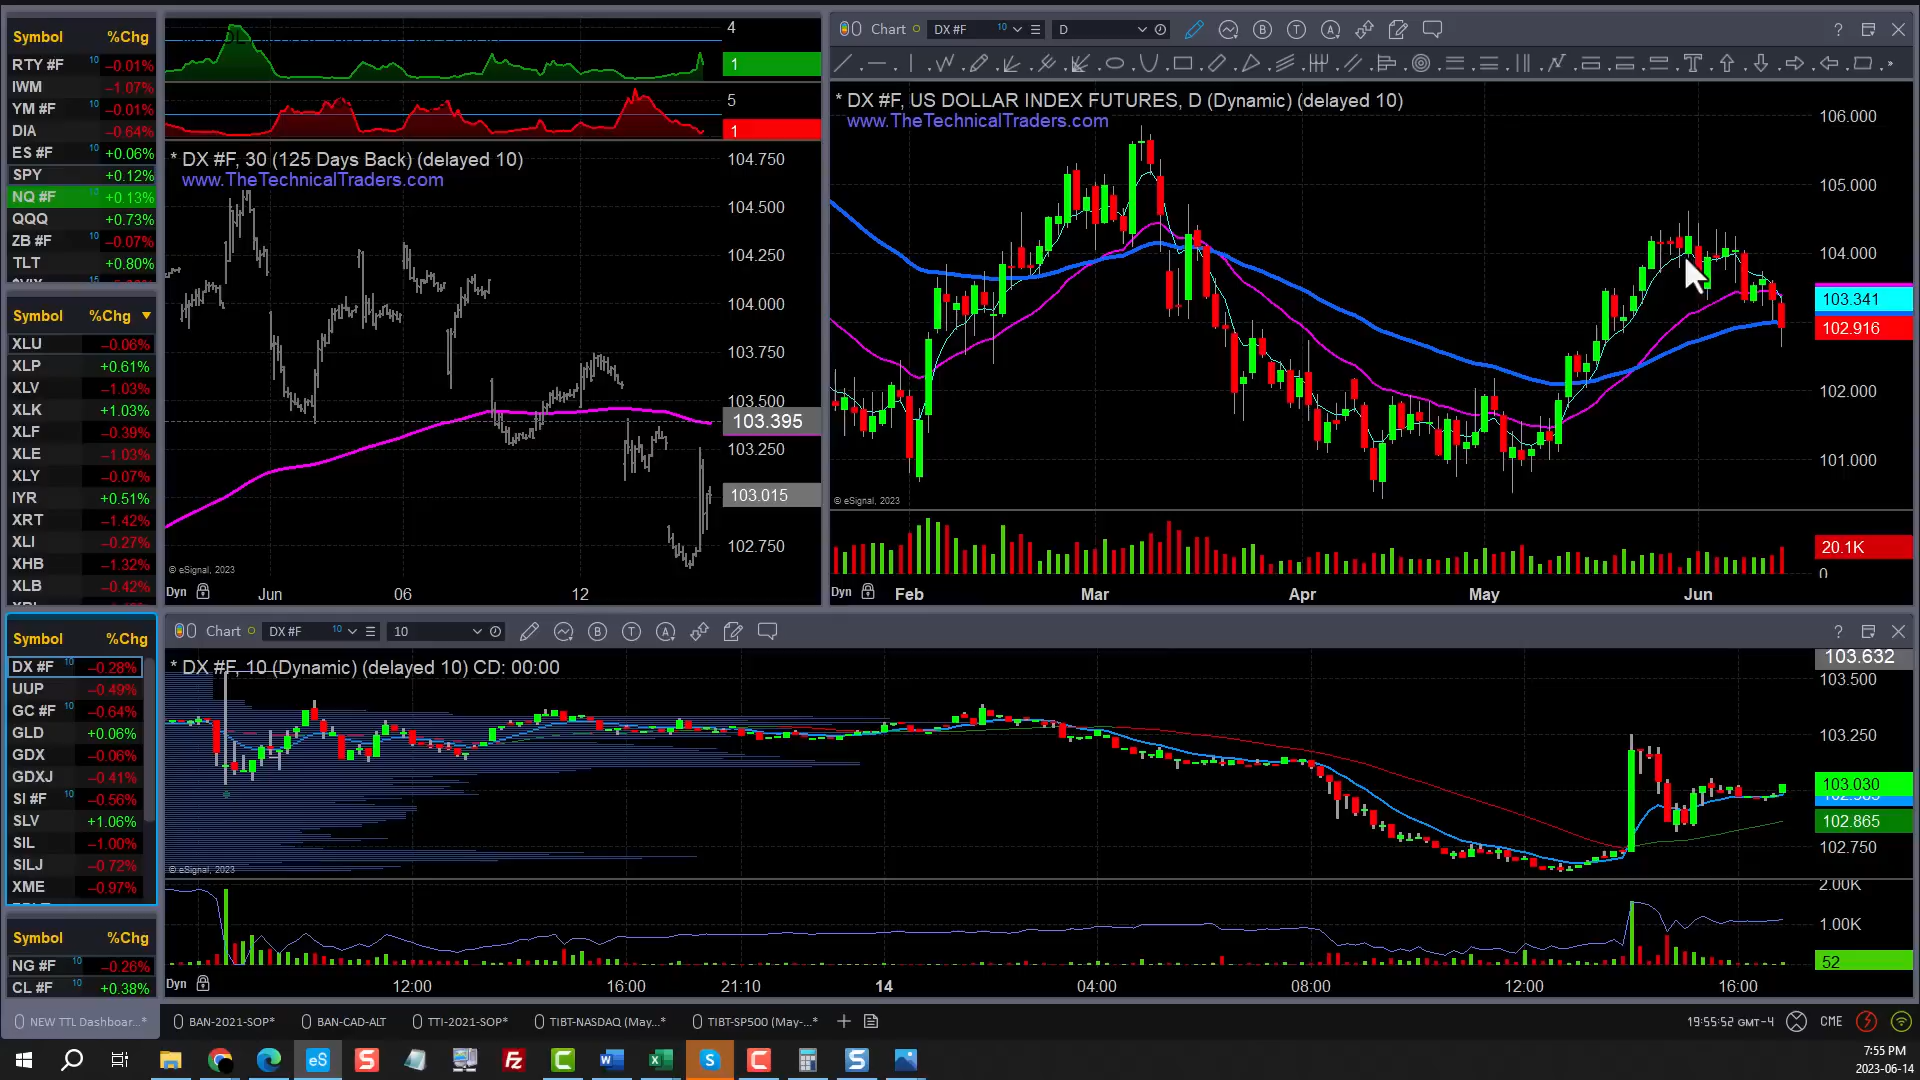 Symbol %Chg
RTY #F 10 -0.01%
IWM -1.07%
YM #F 10 -0.01%
DIA -0.64%
ES #F 10 +0.06%
SPY +0.12%
NQ #F 10 +0.13%
QQQ +0.73%
ZB #F 10 -0.07%
TLT +0.80%
Symbol %Chg ▼
XLU -0.06%
XLP +0.61%
XLV -1.03%
XLK +1.03%
XLF -0.39%
XLE -1.03%
XLY -0.07%
IYR +0.51%
XRT -1.42%
XLI -0.27%
XHB -1.32%
XLB -0.42%
Symbol %Chg
DX #F 10 -0.28%
UUP -0.49%
GC #F 10 -0.64%
GLD +0.06%
GDX -0.06%
GDXJ -0.41%
SI #F 10 -0.56%
SLV +1.06%
SIL -1.00%
SILJ -0.72%
XME -0.97%
Symbol %Chg
NG #F 10 -0.26%
CL #F 10 +0.38%
4
1
5
1
* DX #F, 30 (125 Days Back) (delayed 10)
www.TheTechnicalTraders.com
104.750
104.500
104.250
104.000
103.750
103.500
103.395
103.250
103.015
102.750
© eSignal, 2023
Dyn Jun 06 12
Chart DX #F 10 D
* DX #F, US DOLLAR INDEX FUTURES, D (Dynamic) (delayed 10)
www.TheTechnicalTraders.com
106.000
105.000
104.000
103.341
102.916
102.000
101.000
© eSignal, 2023
20.1K
0
Dyn Feb Mar Apr May Jun
Chart DX #F 10 10
* DX #F, 10 (Dynamic) (delayed 10) CD: 00:00
103.632
103.500
103.250
103.030
102.865
102.750
© eSignal, 2023
2.00K
1.00K
52
Dyn 12:00 16:00 21:10 14 04:00 08:00 12:00 16:00
NEW TTL Dashboar...* BAN-2021-SOP* BAN-CAD-ALT TTI-2021-SOP* TIBT-NASDAQ (May...* TIBT-SP500 (May-...* 19:55:52 GMT-4 CME
7:55 PM
2023-06-14